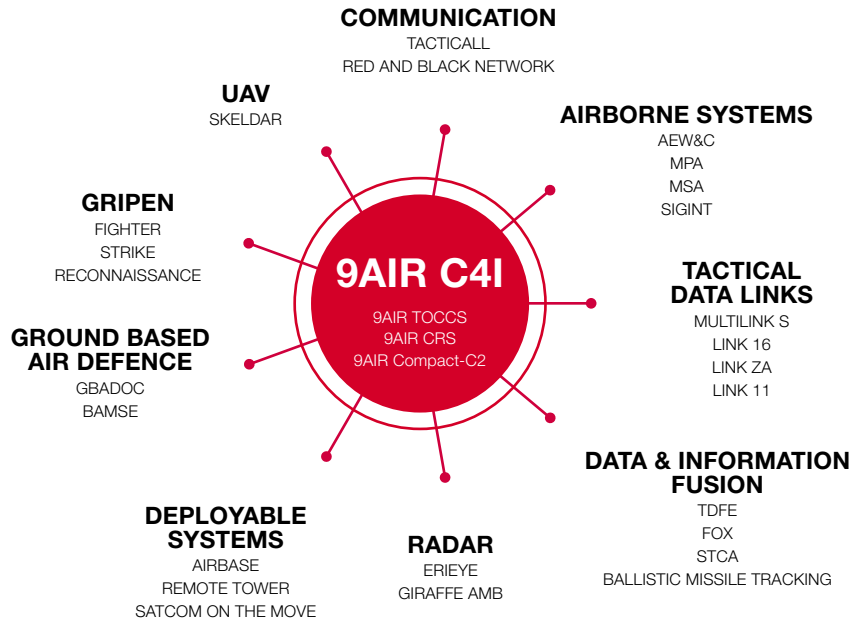 COMMUNICATION
TACTICALL
RED AND BLACK NETWORK
UAV
SKELDAR
AIRBORNE SYSTEMS
AEW&C
MPA
MSA
SIGINT
GRIPEN
FIGHTER
STRIKE
RECONNAISSANCE
9AIR C4I
9AIR TOCCS
9AIR CRS
9AIR Compact-C2
TACTICAL
DATA LINKS
MULTILINK S
LINK 16
LINK ZA
LINK 11
GROUND BASED
AIR DEFENCE
GBADOC
BAMSE
DATA & INFORMATION
FUSION
TDFE
FOX
STCA
BALLISTIC MISSILE TRACKING
DEPLOYABLE
SYSTEMS
AIRBASE
REMOTE TOWER
SATCOM ON THE MOVE
RADAR
ERIEYE
GIRAFFE AMB